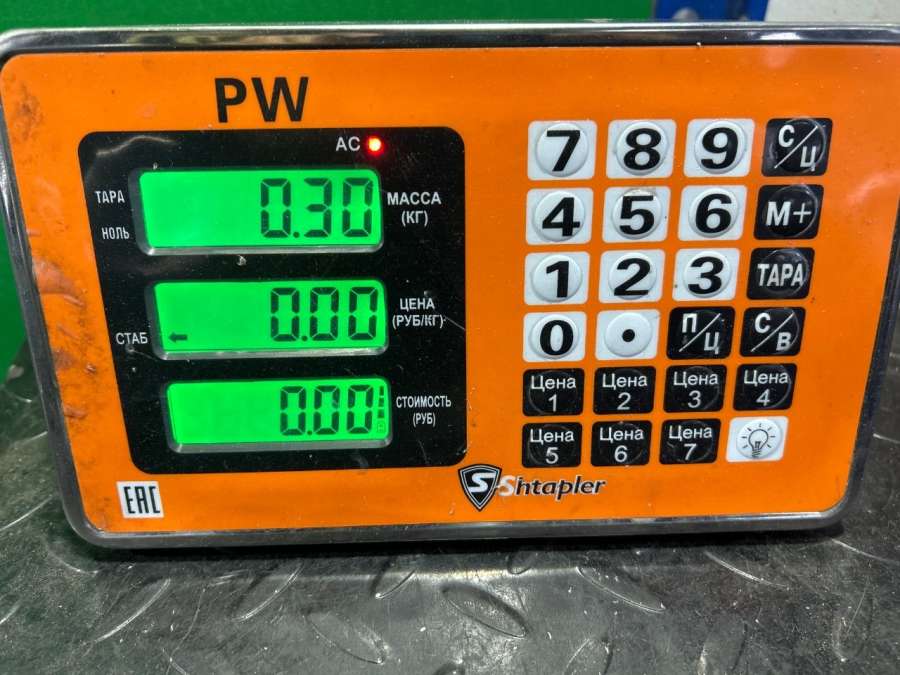 PW
AC
ТАРА
НОЛЬ
0.30
МАССА
(КГ)
СТАБ
0.00
ЦЕНА
(РУБ/КГ)
0.00
СТОИМОСТЬ
(РУБ)
7 8 9 С/Ц
4 5 6 М+
1 2 3 ТАРА
0 . П/Ц С/В
Цена 1 Цена 2 Цена 3 Цена 4
Цена 5 Цена 6 Цена 7
EAC
S Shtapler